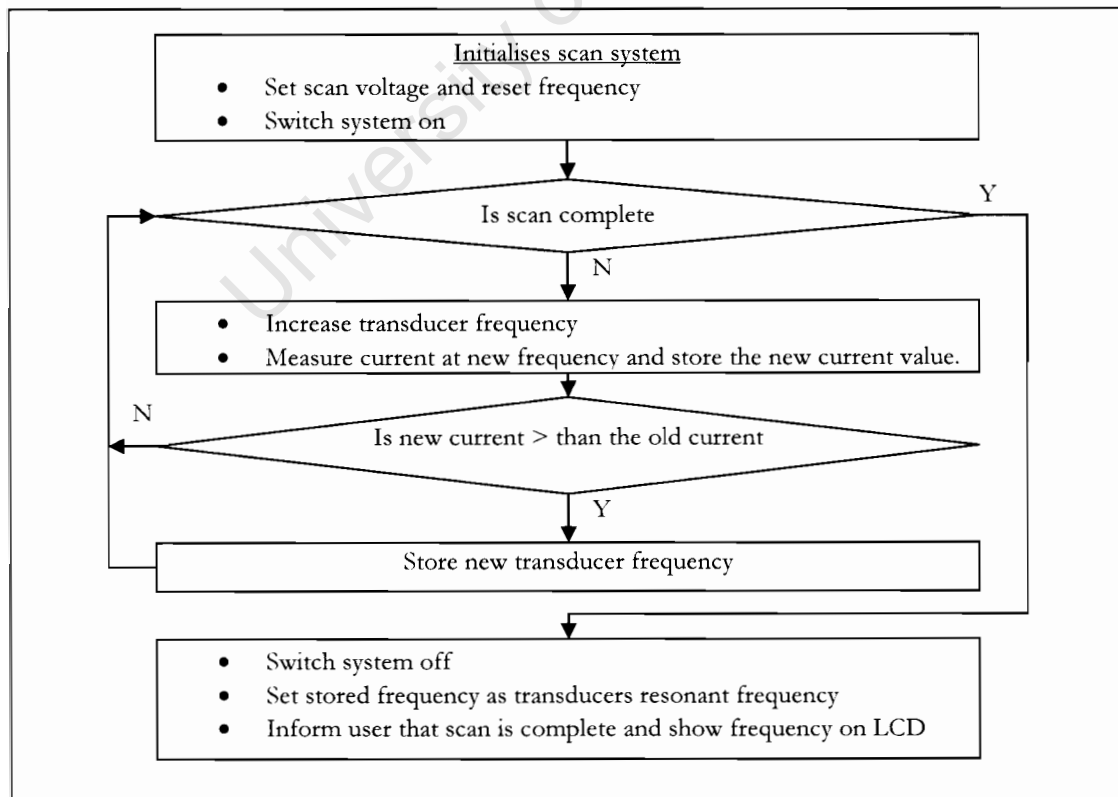 University o
Initialises scan system
• Set scan voltage and reset frequency
• Switch system on
Is scan complete
Y
N
• Increase transducer frequency
• Measure current at new frequency and store the new current value.
N
Is new current > than the old current
Y
Store new transducer frequency
• Switch system off
• Set stored frequency as transducers resonant frequency
• Inform user that scan is complete and show frequency on LCD